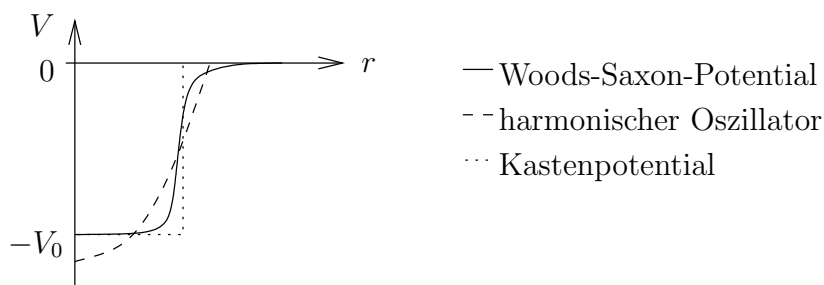 V
0
r
−V₀
Woods-Saxon-Potential
harmonischer Oszillator
Kastenpotential